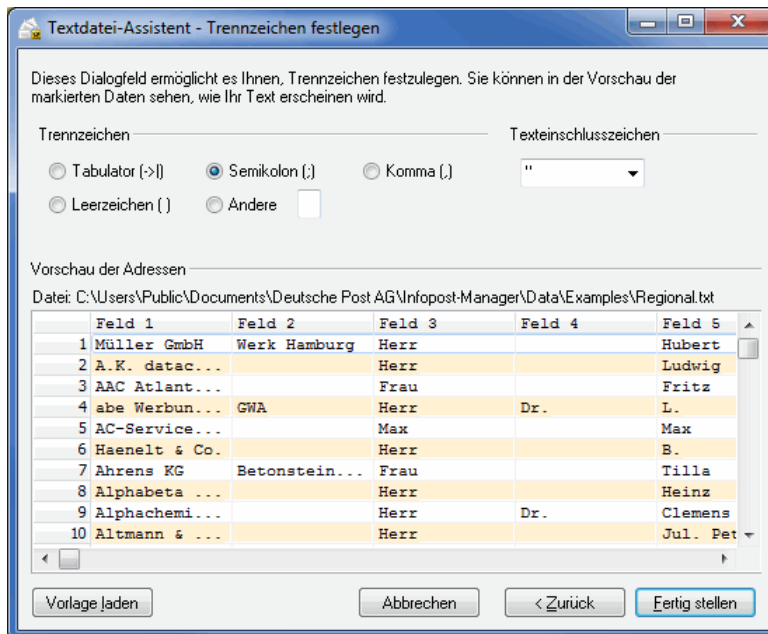 Textdatei-Assistent - Trennzeichen festlegen
Dieses Dialogfeld ermöglicht es Ihnen, Trennzeichen festzulegen. Sie können in der Vorschau der
markierten Daten sehen, wie Ihr Text erscheinen wird.
Trennzeichen Texteinschlusszeichen
Tabulator (->|) Semikolon (;) Komma (,) "
Leerzeichen ( ) Andere
Vorschau der Adressen
Datei: C:\Users\Public\Documents\Deutsche Post AG\Infopost-Manager\Data\Examples\Regional.txt
Feld 1 Feld 2 Feld 3 Feld 4 Feld 5
1 Müller GmbH Werk Hamburg Herr Hubert
2 A.K. datac... Herr Ludwig
3 AAC Atlant... Frau Fritz
4 abe Werbun... GWA Herr Dr. L.
5 AC-Service... Max Max
6 Haenelt & Co. Herr B.
7 Ahrens KG Betonstein... Frau Tilla
8 Alphabeta ... Herr Heinz
9 Alphachemi... Herr Dr. Clemens
10 Altmann & ... Herr Jul. Pet
Vorlage laden Abbrechen < Zurück Fertig stellen